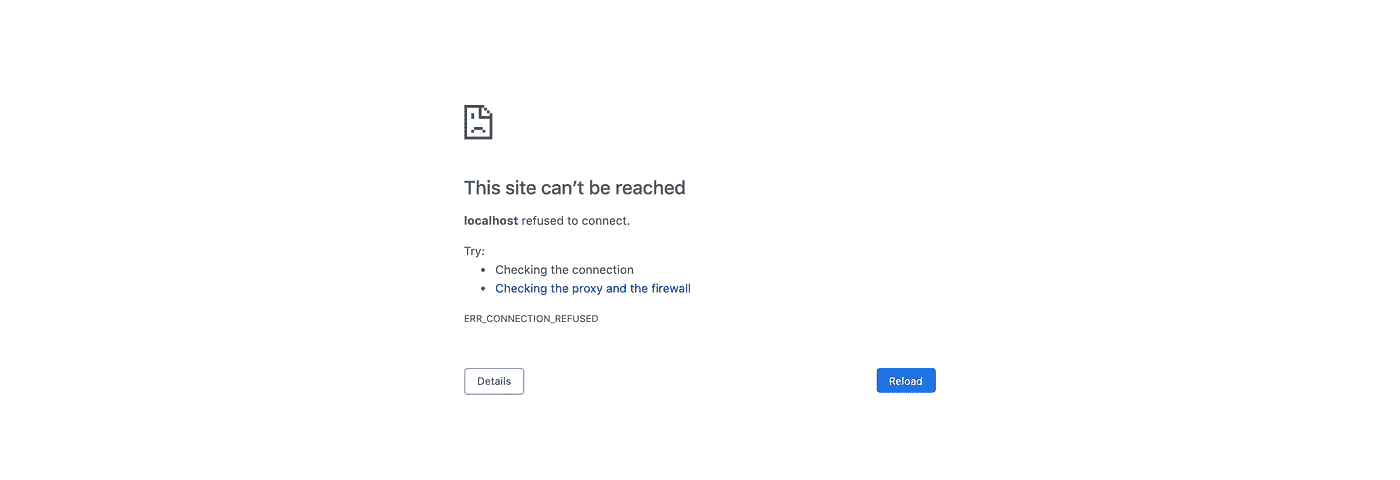 This site can’t be reached
localhost refused to connect.
Try:
• Checking the connection
• Checking the proxy and the firewall
ERR_CONNECTION_REFUSED
Details
Reload